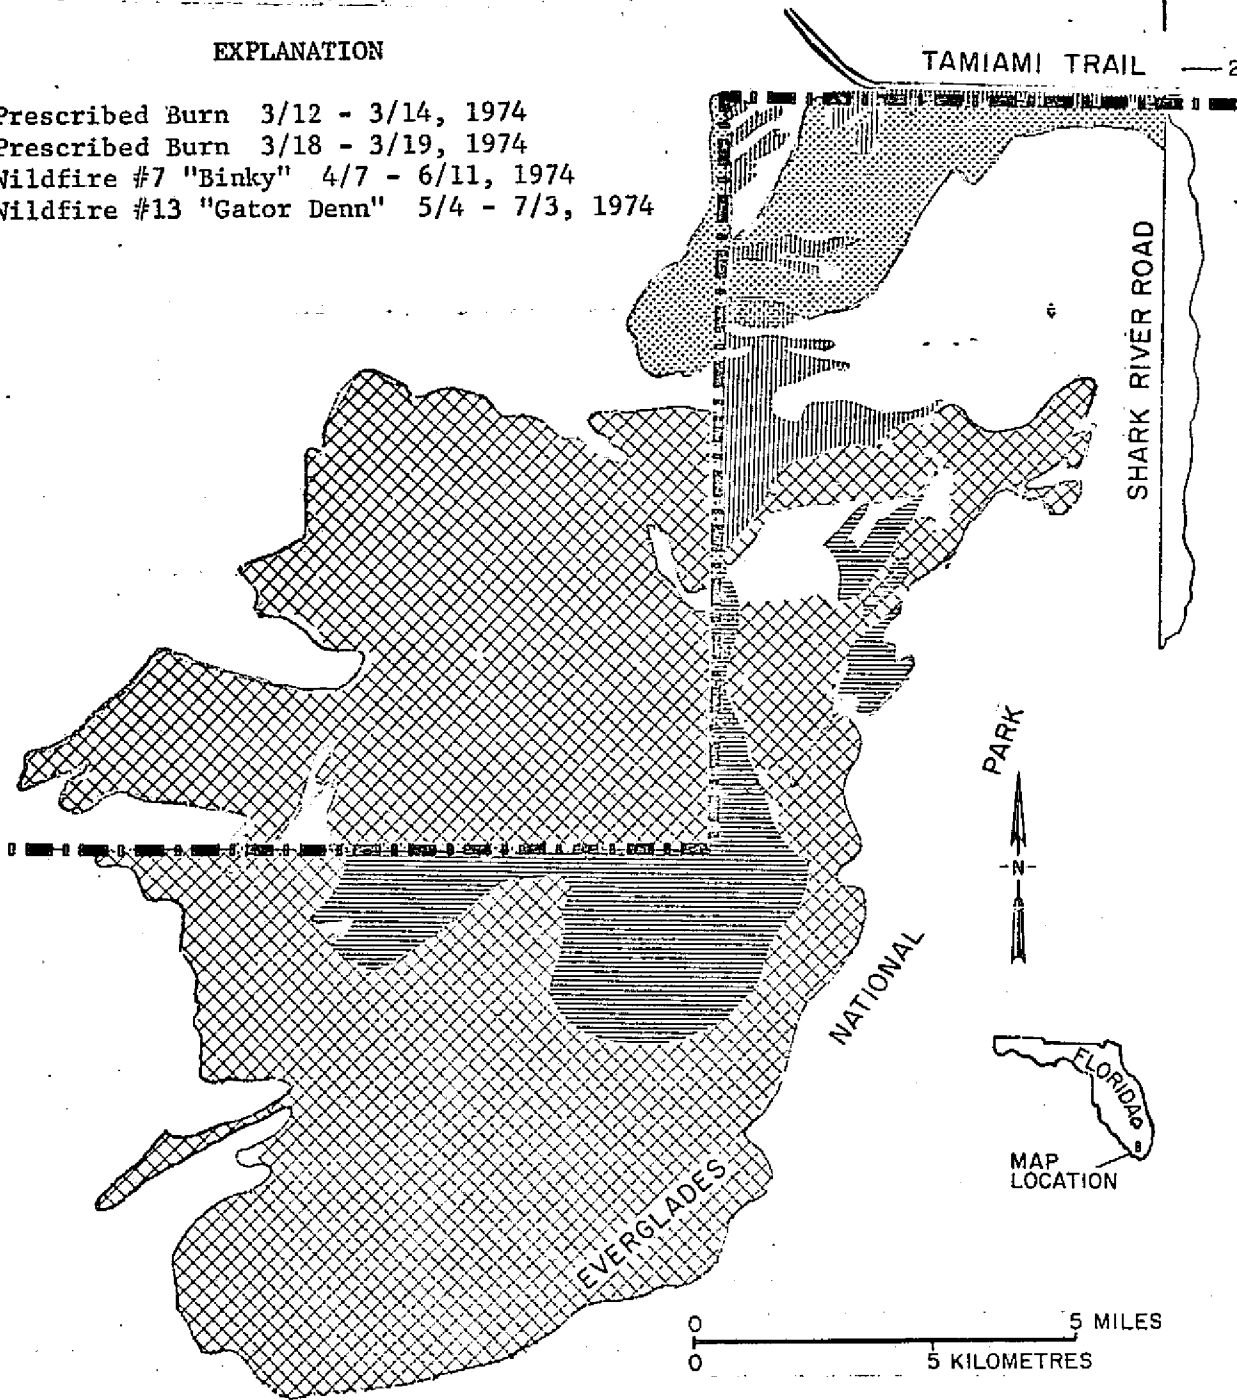 EXPLANATION
Prescribed Burn 3/12 - 3/14, 1974
Prescribed Burn 3/18 - 3/19, 1974
Wildfire #7 "Binky" 4/7 - 6/11, 1974
Wildfire #13 "Gator Denn" 5/4 - 7/3, 1974
TAMIAMI TRAIL — 2
SHARK RIVER ROAD
PARK
-N-
NATIONAL
EVERGLADES
FLORIDA
MAP
LOCATION
0 5 MILES
0 5 KILOMETRES